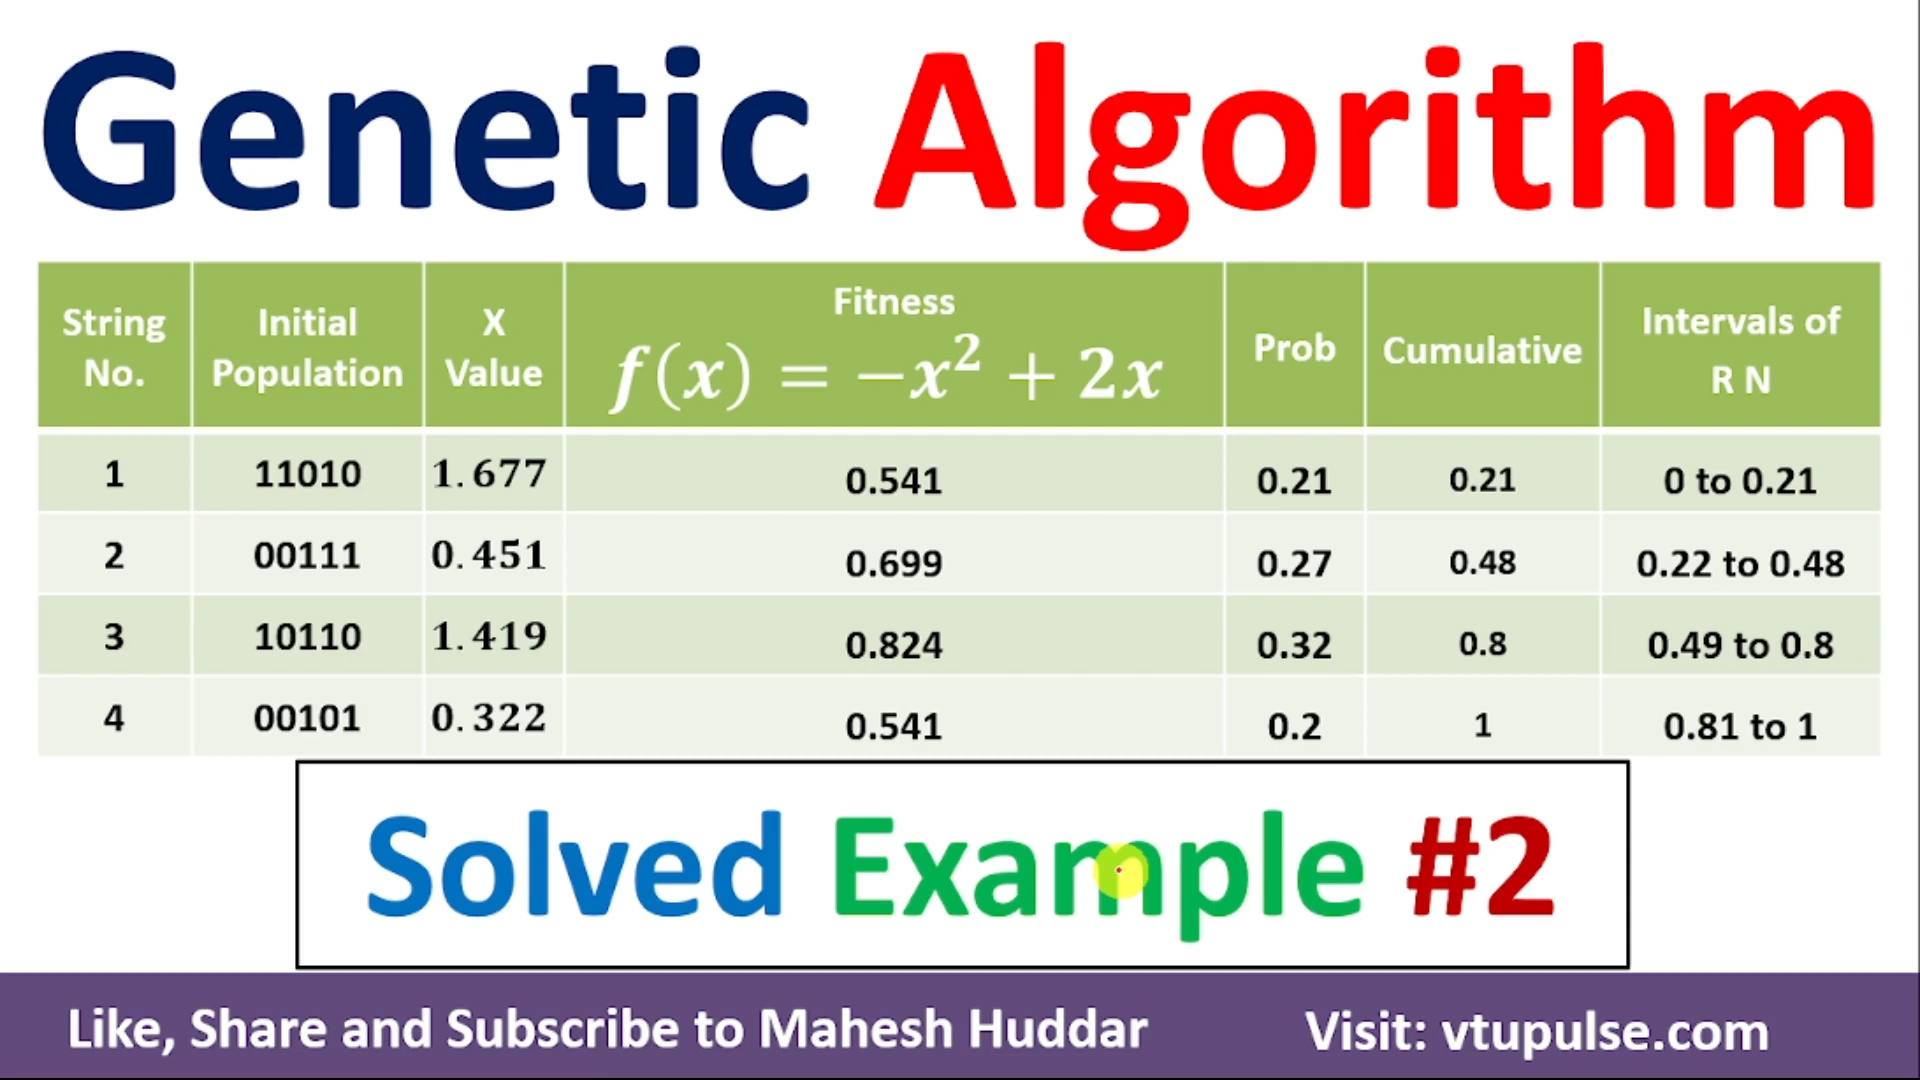 Genetic Algorithm
String No. Initial Population X Value Fitness f(x) = −x² + 2x Prob Cumulative Intervals of R N
1 11010 1.677 0.541 0.21 0.21 0 to 0.21
2 00111 0.451 0.699 0.27 0.48 0.22 to 0.48
3 10110 1.419 0.824 0.32 0.8 0.49 to 0.8
4 00101 0.322 0.541 0.2 1 0.81 to 1
Solved Example #2
Like, Share and Subscribe to Mahesh Huddar Visit: vtupulse.com